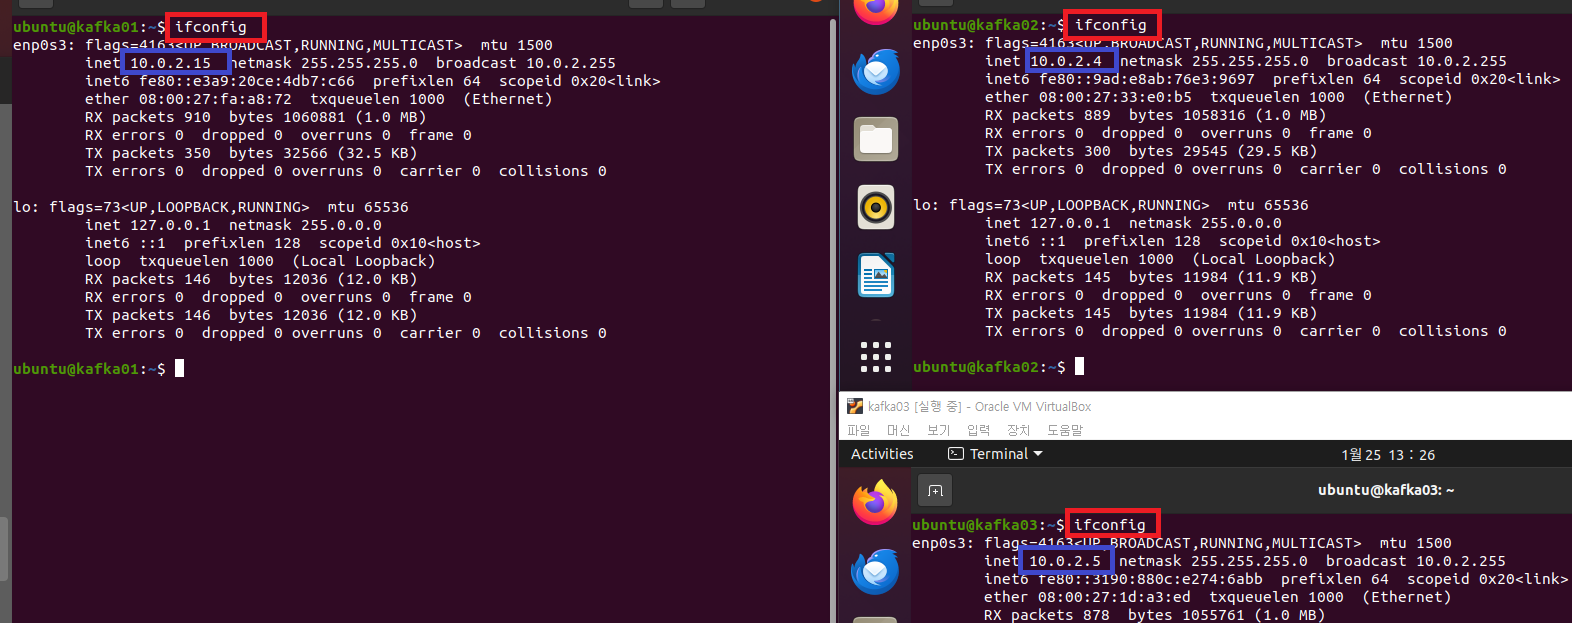 ubuntu@kafka01:~$ ifconfig
enp0s3: flags=4163<UP,BROADCAST,RUNNING,MULTICAST>  mtu 1500
        inet 10.0.2.15  netmask 255.255.255.0  broadcast 10.0.2.255
        inet6 fe80::e3a9:20ce:4db7:c66  prefixlen 64  scopeid 0x20<link>
        ether 08:00:27:fa:a8:72  txqueuelen 1000  (Ethernet)
        RX packets 910  bytes 1060881 (1.0 MB)
        RX errors 0  dropped 0  overruns 0  frame 0
        TX packets 350  bytes 32566 (32.5 KB)
        TX errors 0  dropped 0 overruns 0  carrier 0  collisions 0
lo: flags=73<UP,LOOPBACK,RUNNING>  mtu 65536
        inet 127.0.0.1  netmask 255.0.0.0
        inet6 ::1  prefixlen 128  scopeid 0x10<host>
        loop  txqueuelen 1000  (Local Loopback)
        RX packets 146  bytes 12036 (12.0 KB)
        RX errors 0  dropped 0  overruns 0  frame 0
        TX packets 146  bytes 12036 (12.0 KB)
        TX errors 0  dropped 0 overruns 0  carrier 0  collisions 0
ubuntu@kafka01:~$
ubuntu@kafka02:~$ ifconfig
enp0s3: flags=4163<UP,BROADCAST,RUNNING,MULTICAST>  mtu 1500
        inet 10.0.2.4  netmask 255.255.255.0  broadcast 10.0.2.255
        inet6 fe80::9ad:e8ab:76e3:9697  prefixlen 64  scopeid 0x20<link>
        ether 08:00:27:33:e0:b5  txqueuelen 1000  (Ethernet)
        RX packets 889  bytes 1058316 (1.0 MB)
        RX errors 0  dropped 0  overruns 0  frame 0
        TX packets 300  bytes 29545 (29.5 KB)
        TX errors 0  dropped 0 overruns 0  carrier 0  collisions 0
lo: flags=73<UP,LOOPBACK,RUNNING>  mtu 65536
        inet 127.0.0.1  netmask 255.0.0.0
        inet6 ::1  prefixlen 128  scopeid 0x10<host>
        loop  txqueuelen 1000  (Local Loopback)
        RX packets 145  bytes 11984 (11.9 KB)
        RX errors 0  dropped 0  overruns 0  frame 0
        TX packets 145  bytes 11984 (11.9 KB)
        TX errors 0  dropped 0 overruns 0  carrier 0  collisions 0
ubuntu@kafka02:~$
kafka03 [실행 중] - Oracle VM VirtualBox
파일 머신 보기 입력 장치 도움말
Activities Terminal 1월 25 13 : 26
ubuntu@kafka03: ~
ubuntu@kafka03:~$ ifconfig
enp0s3: flags=4163<UP,BROADCAST,RUNNING,MULTICAST>  mtu 1500
        inet 10.0.2.5  netmask 255.255.255.0  broadcast 10.0.2.255
        inet6 fe80::3190:880c:e274:6abb  prefixlen 64  scopeid 0x20<link>
        ether 08:00:27:1d:a3:ed  txqueuelen 1000  (Ethernet)
        RX packets 878  bytes 1055761 (1.0 MB)